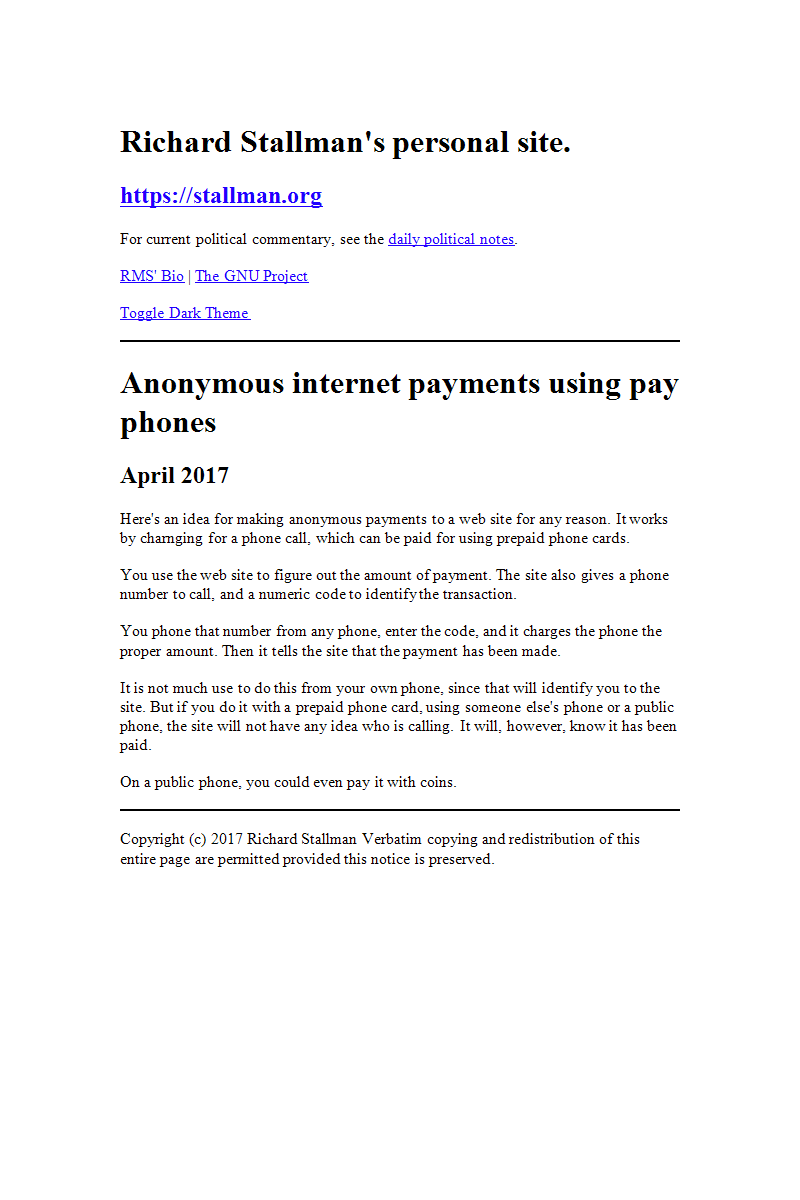 Richard Stallman's personal site.
https://stallman.org
For current political commentary, see the daily political notes.
RMS' Bio | The GNU Project
Toggle Dark Theme
Anonymous internet payments using pay
phones
April 2017
Here's an idea for making anonymous payments to a web site for any reason. It works
by charnging for a phone call, which can be paid for using prepaid phone cards.
You use the web site to figure out the amount of payment. The site also gives a phone
number to call, and a numeric code to identify the transaction.
You phone that number from any phone, enter the code, and it charges the phone the
proper amount. Then it tells the site that the payment has been made.
It is not much use to do this from your own phone, since that will identify you to the
site. But if you do it with a prepaid phone card, using someone else's phone or a public
phone, the site will not have any idea who is calling. It will, however, know it has been
paid.
On a public phone, you could even pay it with coins.
Copyright (c) 2017 Richard Stallman Verbatim copying and redistribution of this
entire page are permitted provided this notice is preserved.